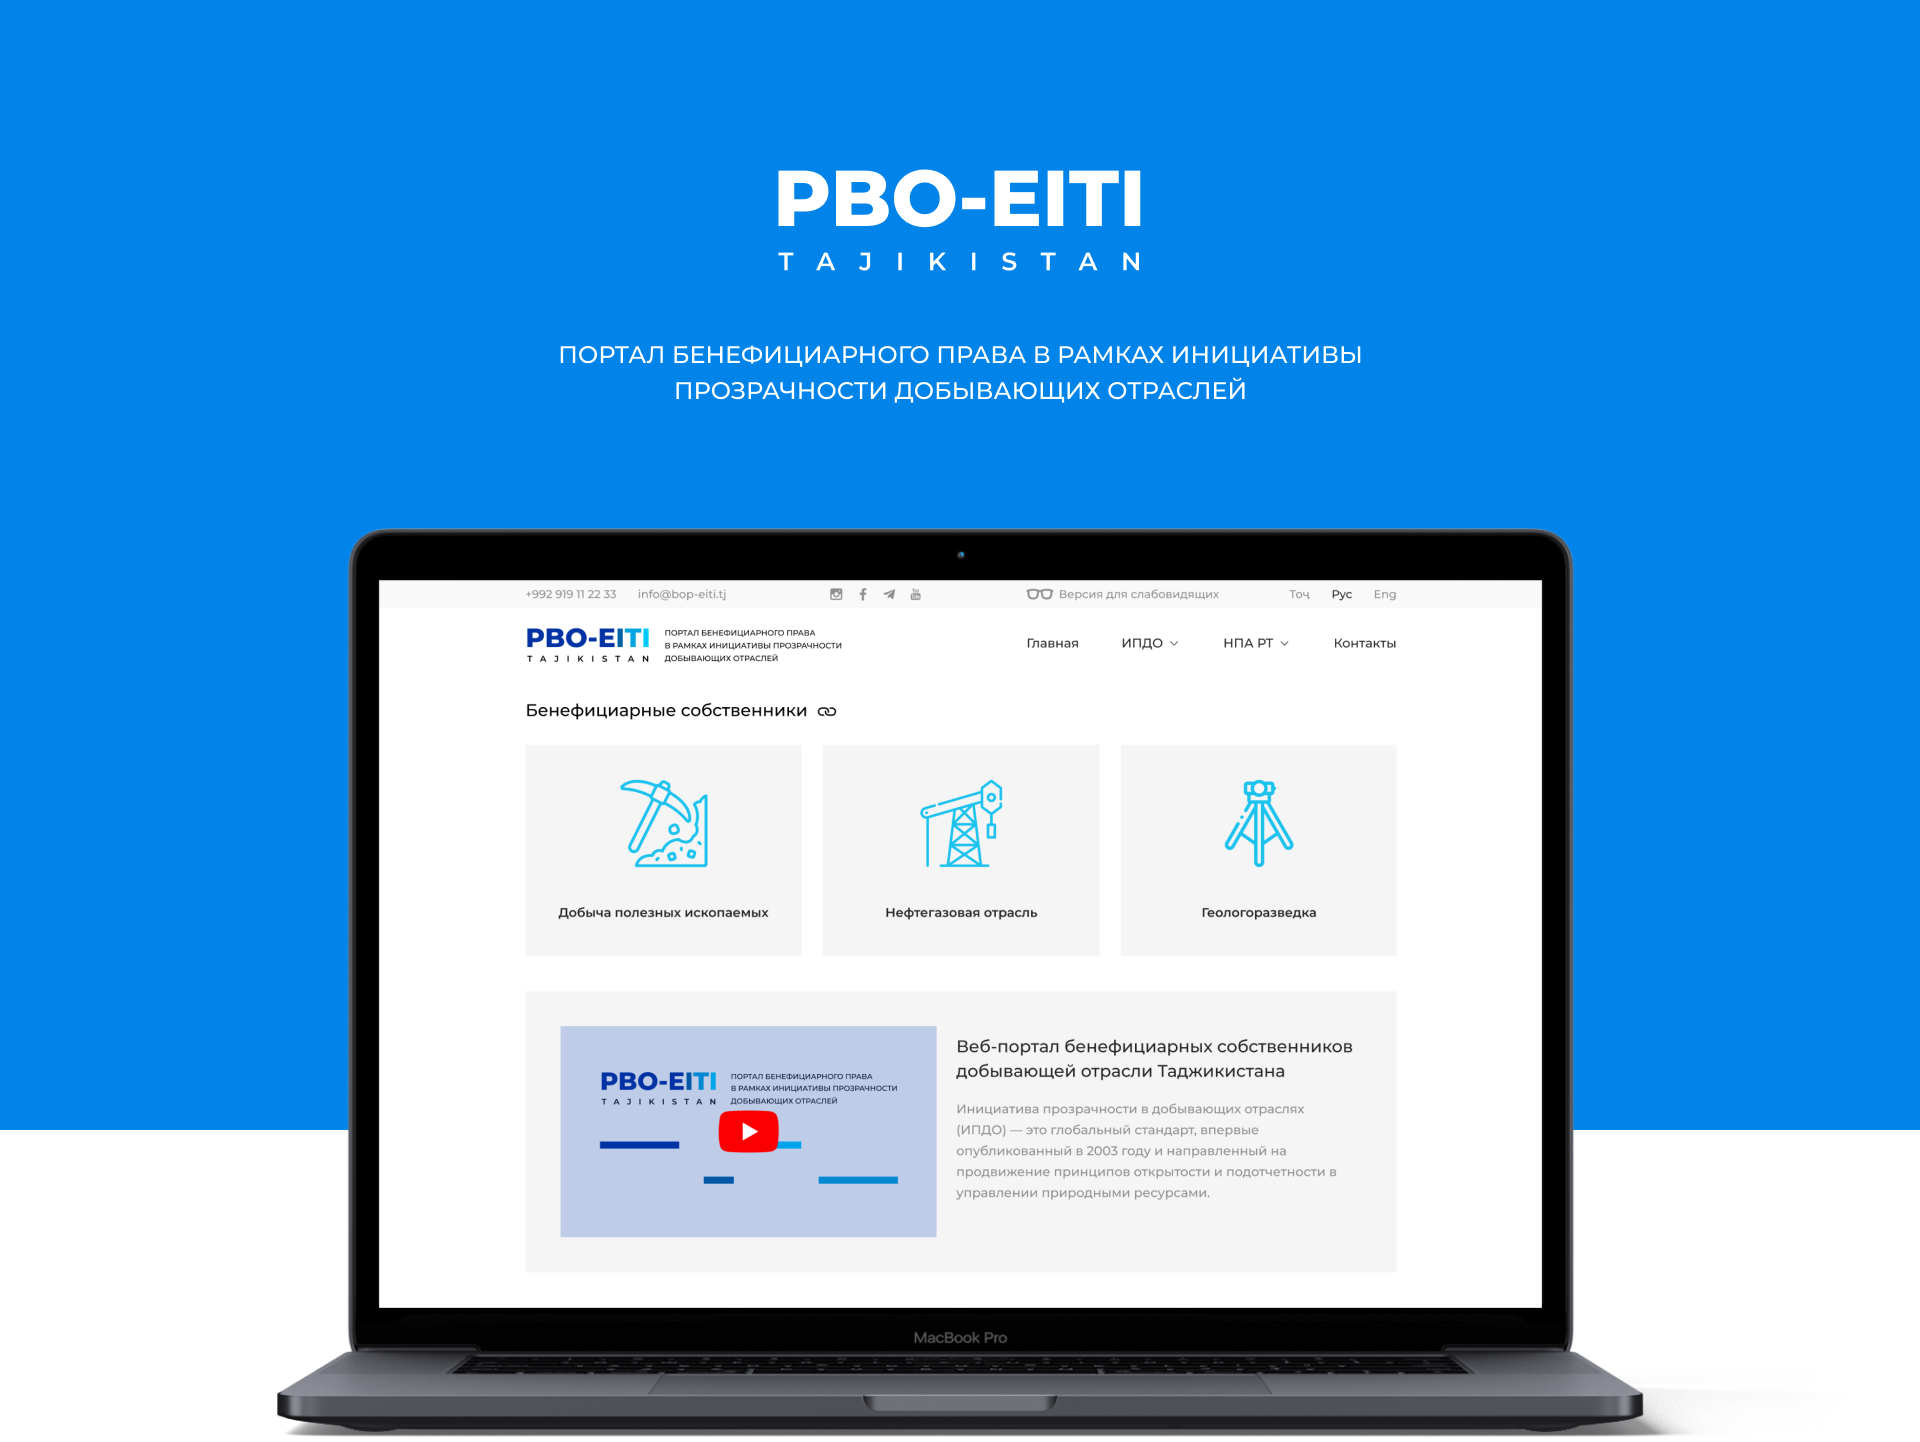 PBO-EITI
TAJIKISTAN
ПОРТАЛ БЕНЕФИЦИАРНОГО ПРАВА В РАМКАХ ИНИЦИАТИВЫ
ПРОЗРАЧНОСТИ ДОБЫВАЮЩИХ ОТРАСЛЕЙ
+992 919 11 22 33 info@bop-eiti.tj Версия для слабовидящих Тоҷ Рус Eng
PBO-EITI
TAJIKISTAN
ПОРТАЛ БЕНЕФИЦИАРНОГО ПРАВА
В РАМКАХ ИНИЦИАТИВЫ ПРОЗРАЧНОСТИ
ДОБЫВАЮЩИХ ОТРАСЛЕЙ
Главная ИПДО НПА РТ Контакты
Бенефициарные собственники
Добыча полезных ископаемых
Нефтегазовая отрасль
Геологоразведка
PBO-EITI
TAJIKISTAN
ПОРТАЛ БЕНЕФИЦИАРНОГО ПРАВА
В РАМКАХ ИНИЦИАТИВЫ ПРОЗРАЧНОСТИ
ДОБЫВАЮЩИХ ОТРАСЛЕЙ
Веб-портал бенефициарных собственников
добывающей отрасли Таджикистана
Инициатива прозрачности в добывающих отраслях
(ИПДО) — это глобальный стандарт, впервые
опубликованный в 2003 году и направленный на
продвижение принципов открытости и подотчетности в
управлении природными ресурсами.
MacBook Pro